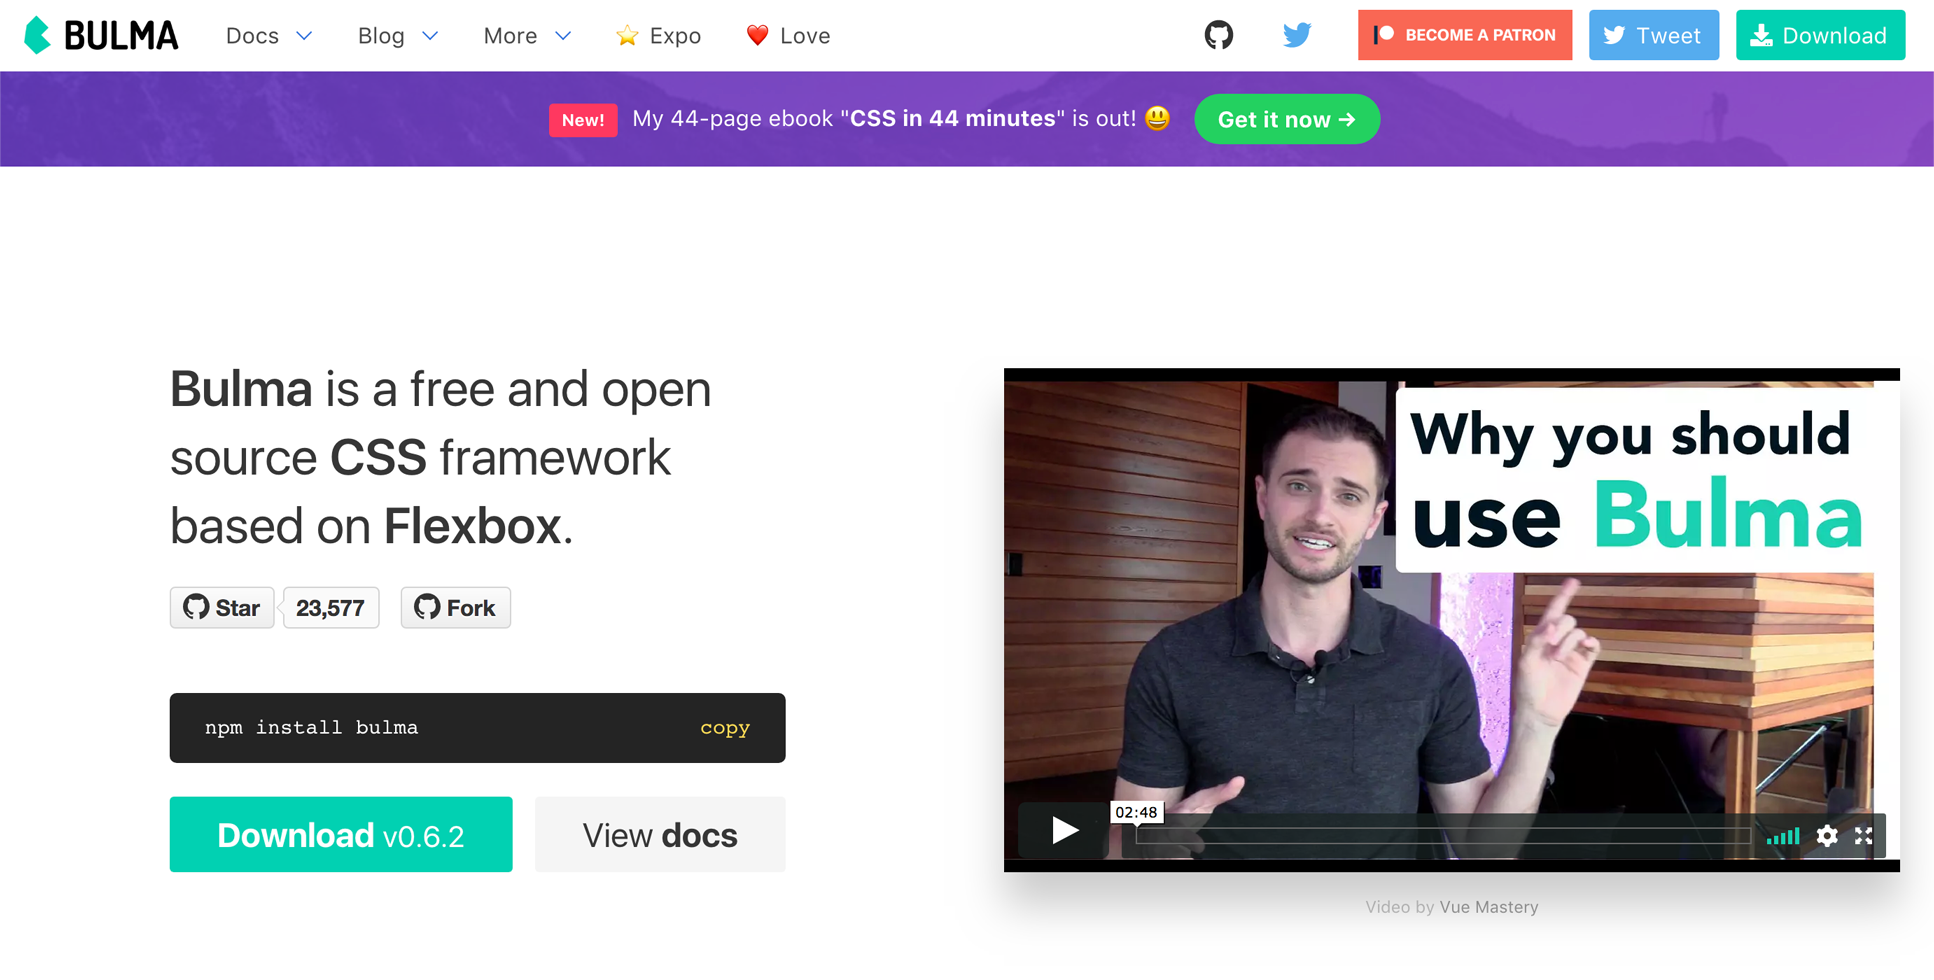 BULMA Docs Blog More Expo Love BECOME A PATRON Tweet Download
New! My 44-page ebook "CSS in 44 minutes" is out! 😃 Get it now →
Bulma is a free and open
source CSS framework
based on Flexbox.
Star 23,577 Fork
npm install bulma copy
Download v0.6.2 View docs
Why you should
use Bulma
02:48
Video by Vue Mastery